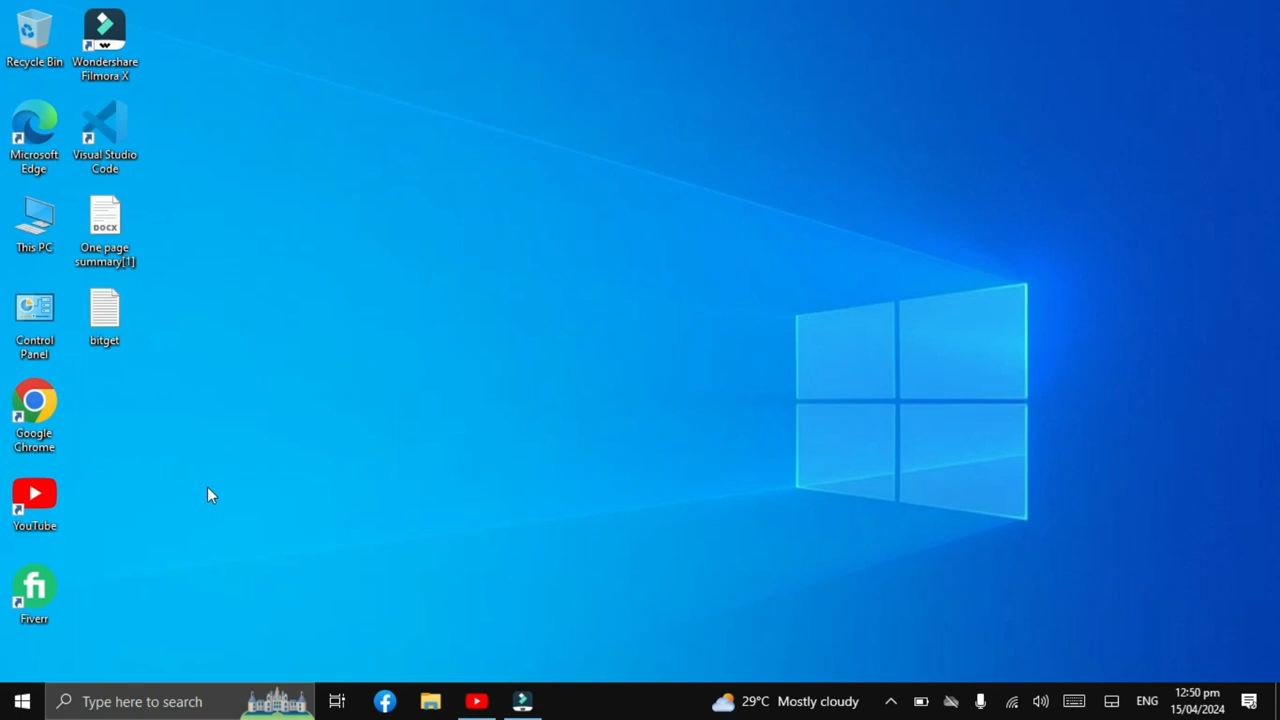 Recycle Bin
Wondershare
Filmora X
Microsoft
Edge
Visual Studio
Code
This PC
DOCX
One page
summary[1]
Control
Panel
bitget
Google
Chrome
YouTube
fi
Fiverr
Type here to search
29°C Mostly cloudy
ENG
12:50 pm
15/04/2024